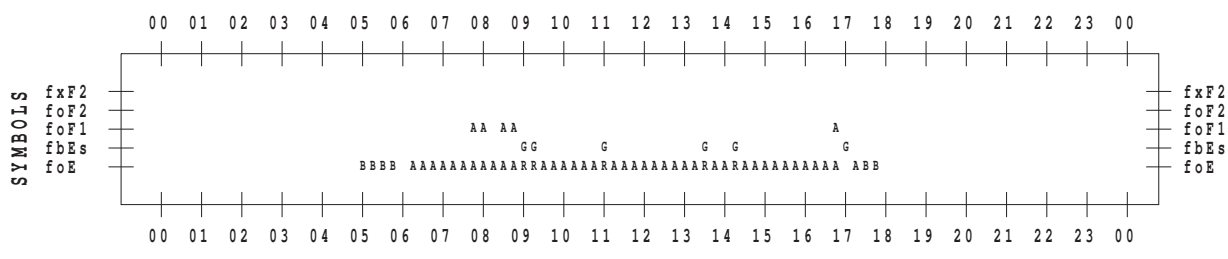 00 01 02 03 04 05 06 07 08 09 10 11 12 13 14 15 16 17 18 19 20 21 22 23 00
SYMBOLS
fxF2 fxF2
foF2 foF2
foF1 AA AA A foF1
fbEs GG G G G G fbEs
foE BBBB AAAAAAAAAAARRAAAAAARAAAAAAAAARAARAAAAAAAAAA ABB foE
00 01 02 03 04 05 06 07 08 09 10 11 12 13 14 15 16 17 18 19 20 21 22 23 00